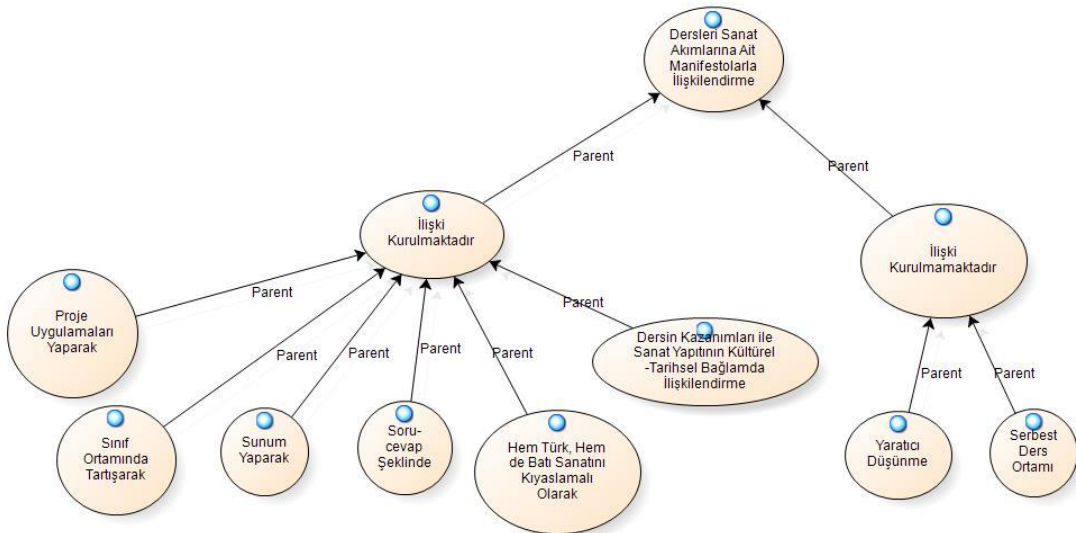 Dersleri Sanat
Akımlarına Ait
Manifestolarla
İlişkilendirme
Parent
Parent
İlişki
Kurulmaktadır
İlişki
Kurulmamaktadır
Parent
Parent
Parent
Parent
Parent
Parent
Parent
Parent
Proje
Uygulamaları
Yaparak
Sınıf
Ortamında
Tartışarak
Sunum
Yaparak
Soru-
cevap
Şeklinde
Hem Türk, Hem
de Batı Sanatını
Kıyaslamalı
Olarak
Dersin Kazanımları ile
Sanat Yapıtının Kültürel
-Tarihsel Bağlamda
İlişkilendirme
Yaratıcı
Düşünme
Serbest
Ders
Ortamı